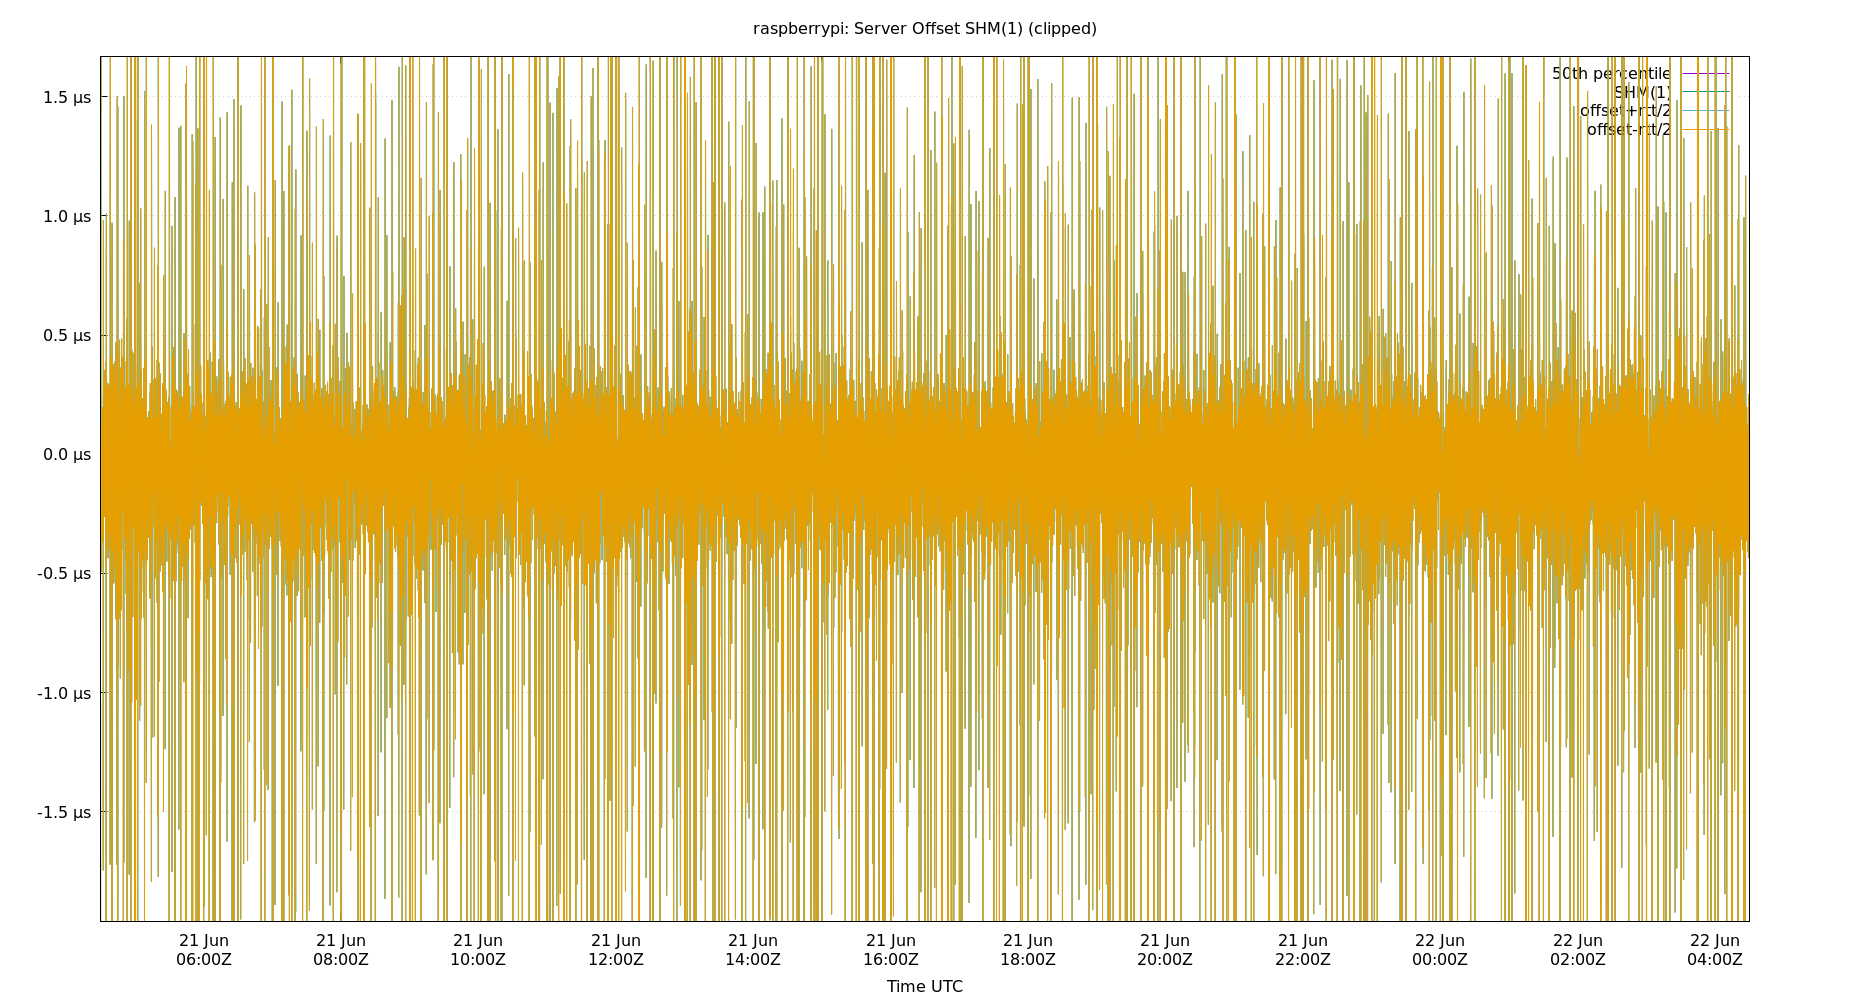 raspberrypi: Server Offset SHM(1) (clipped)
50th percentile
SHM(1)
offset+rtt/2
offset-rtt/2
1.5 µs
1.0 µs
0.5 µs
0.0 µs
-0.5 µs
-1.0 µs
-1.5 µs
21 Jun 21 Jun 21 Jun 21 Jun 21 Jun 21 Jun 21 Jun 21 Jun 21 Jun 22 Jun 22 Jun 22 Jun
06:00Z 08:00Z 10:00Z 12:00Z 14:00Z 16:00Z 18:00Z 20:00Z 22:00Z 00:00Z 02:00Z 04:00Z
Time UTC